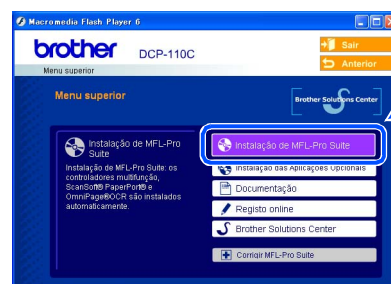 Macromedia Flash Player 6
brother
DCP-110C
Sair
Anterior
Menu superior
Menu superior
Brother Solutions Center
Instalação de MFL-Pro
Suite
Instalação de MFL-Pro Suite: os
controladores multifunção,
ScanSoft® PaperPort® e
OmniPage®OCR são instalados
automaticamente.
Instalação de MFL-Pro Suite
Instalação das Aplicações Opcionais
Documentação
Registo online
Brother Solutions Center
Corrigir MFL-Pro Suite